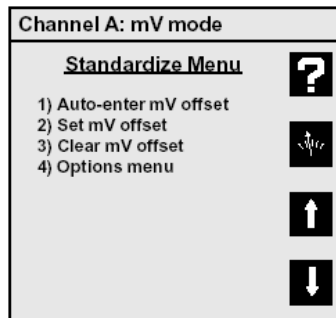 Channel A: mV mode
Standardize Menu
1) Auto-enter mV offset
2) Set mV offset
3) Clear mV offset
4) Options menu
?